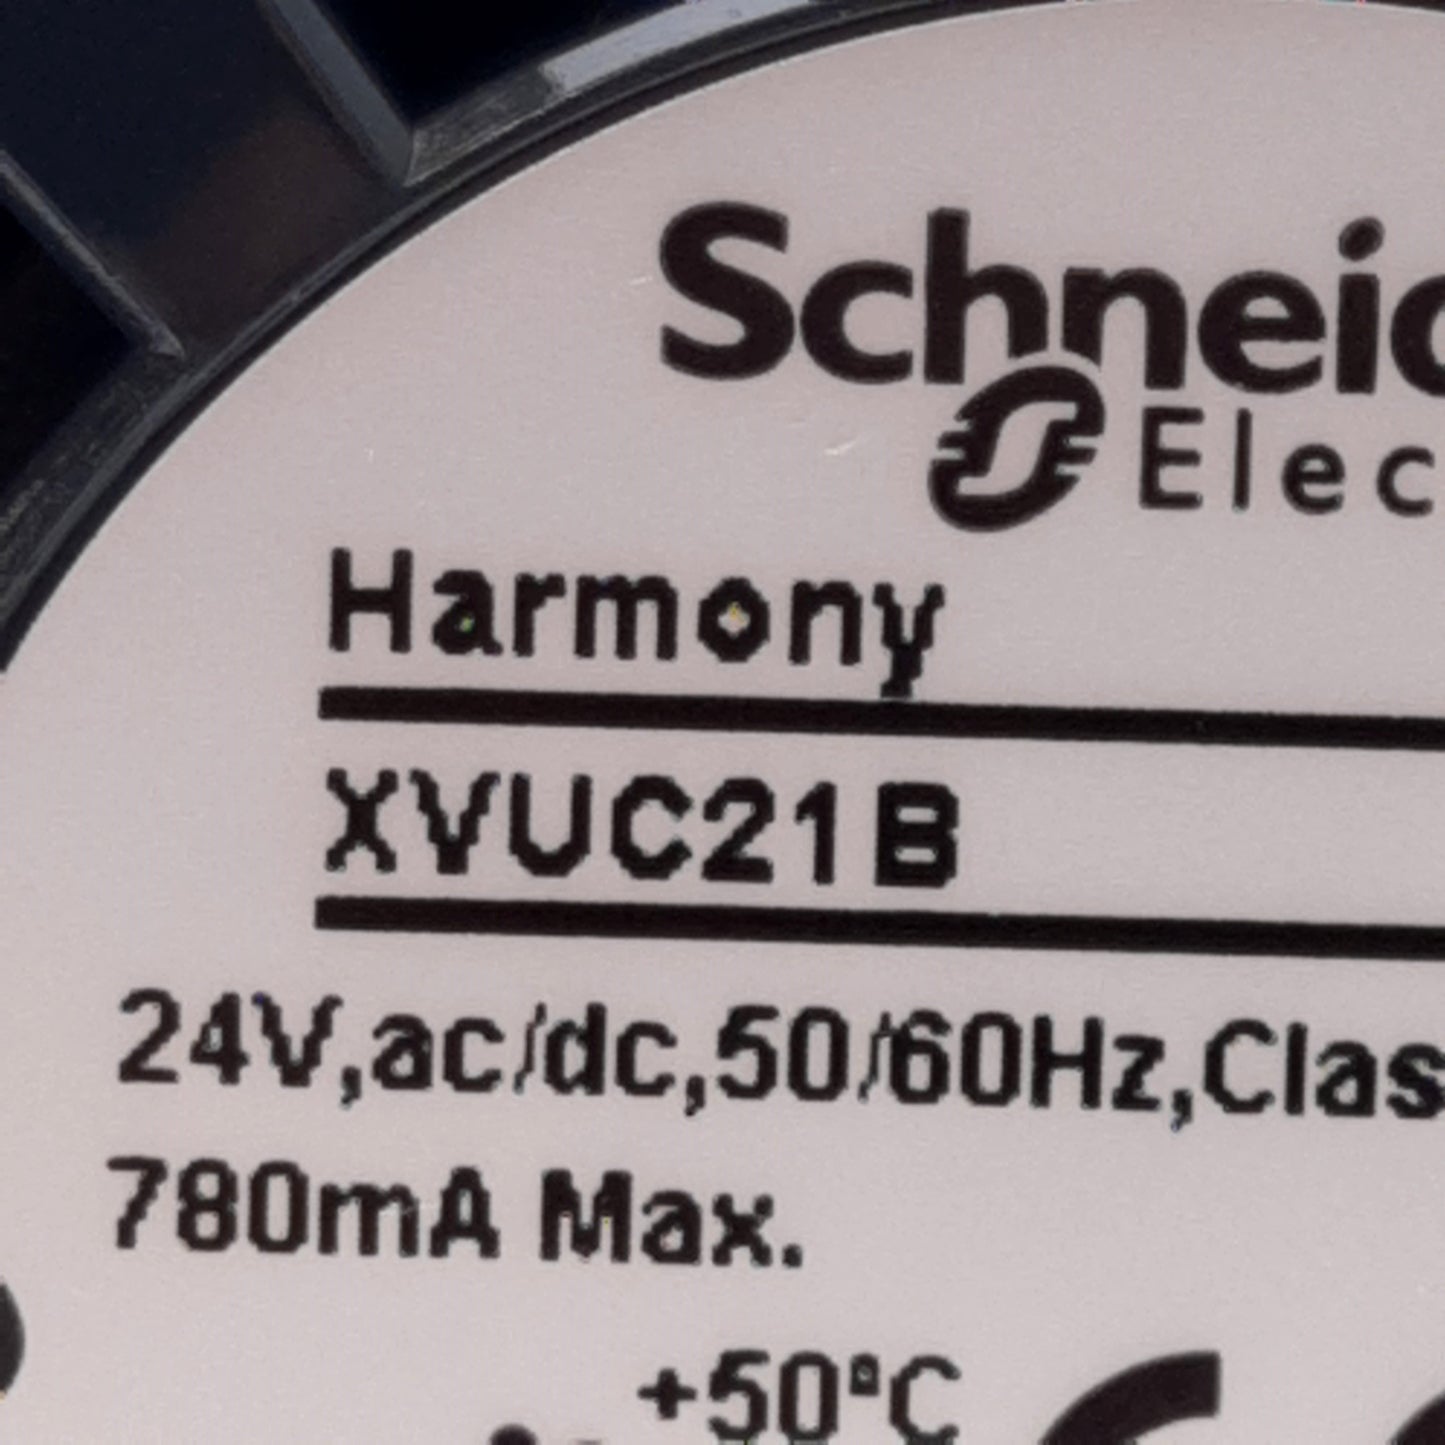 Schneid
Elec
Harmony
XVUC21B
24V,ac/dc,50/60Hz,Clas
780mA Max.
+50°C